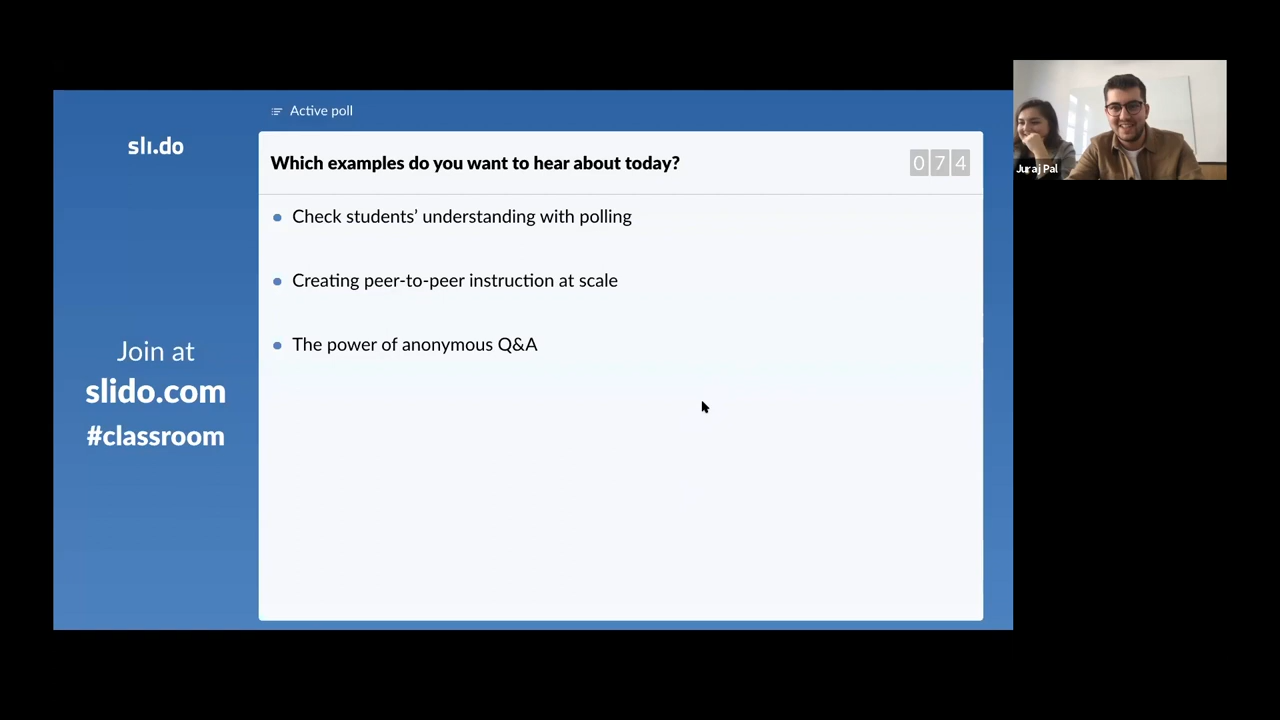 Active poll
sli.do
Which examples do you want to hear about today?
074
Check students’ understanding with polling
Creating peer-to-peer instruction at scale
The power of anonymous Q&A
Join at
slido.com
#classroom
Juraj Pal